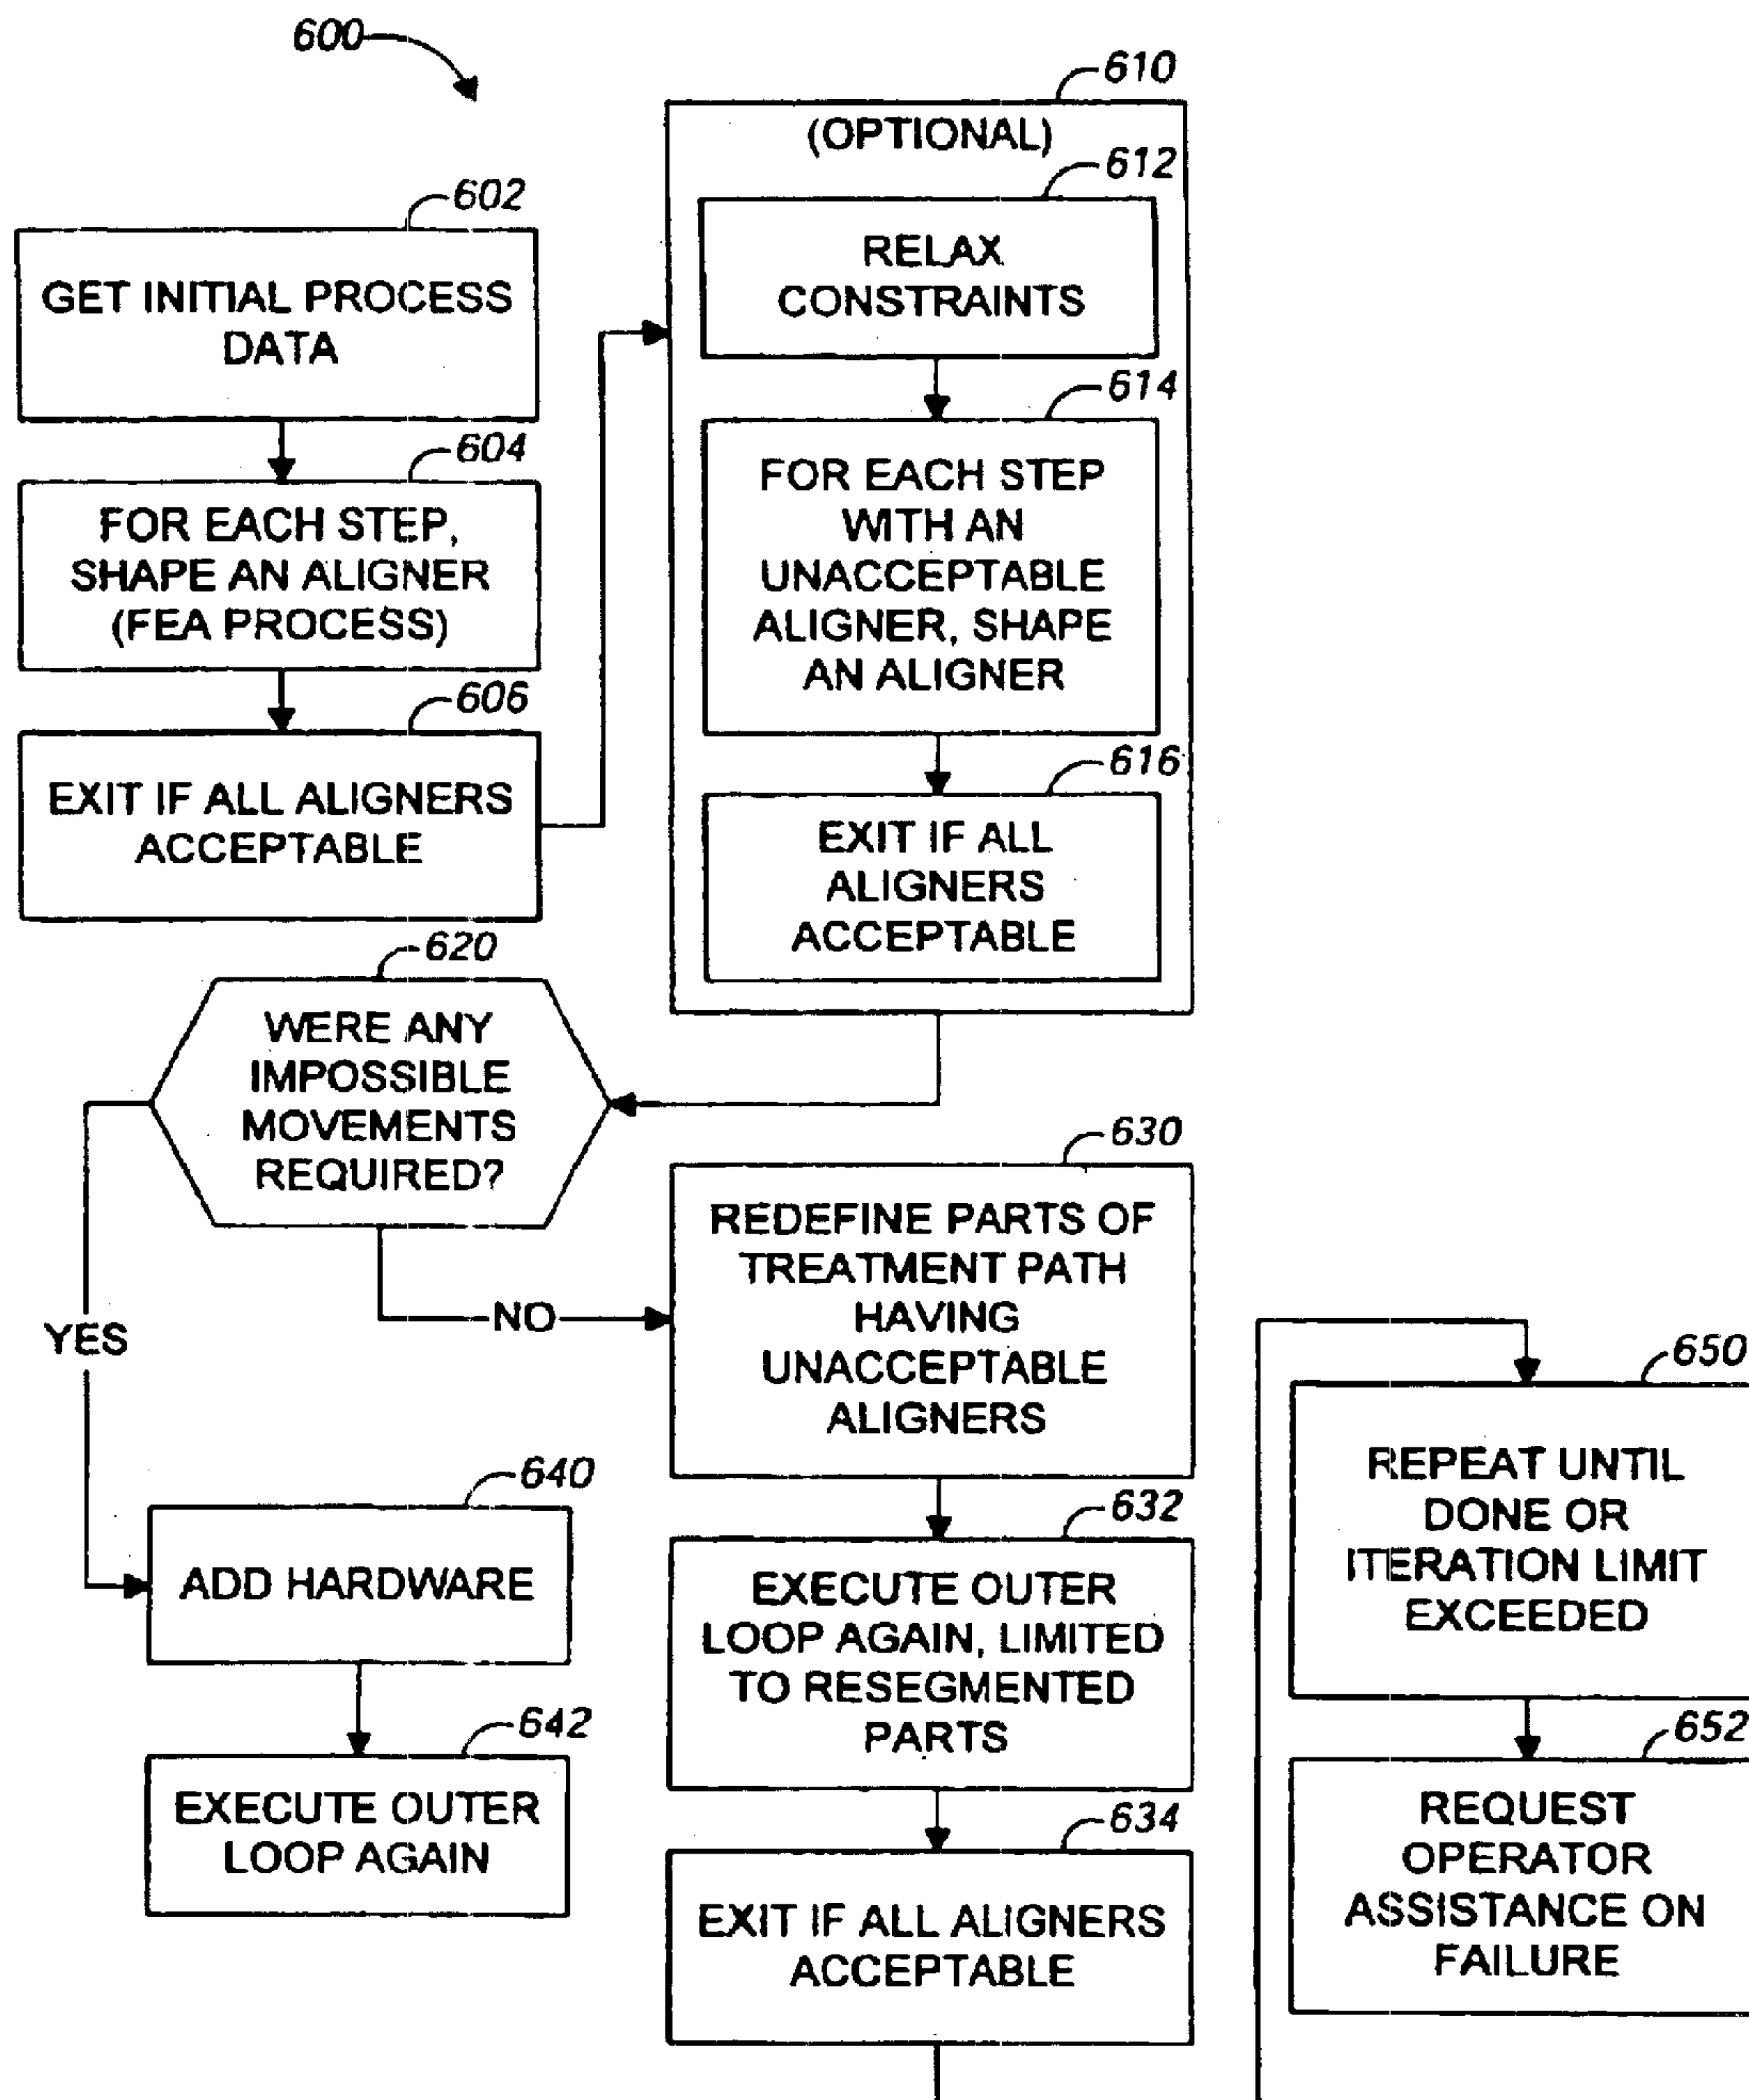 600
602
GET INITIAL PROCESS
DATA
604
FOR EACH STEP,
SHAPE AN ALIGNER
(FEA PROCESS)
606
EXIT IF ALL ALIGNERS
ACCEPTABLE
610
(OPTIONAL)
612
RELAX
CONSTRAINTS
614
FOR EACH STEP
WITH AN
UNACCEPTABLE
ALIGNER, SHAPE
AN ALIGNER
616
EXIT IF ALL
ALIGNERS
ACCEPTABLE
620
WERE ANY
IMPOSSIBLE
MOVEMENTS
REQUIRED?
YES
NO
630
REDEFINE PARTS OF
TREATMENT PATH
HAVING
UNACCEPTABLE
ALIGNERS
632
EXECUTE OUTER
LOOP AGAIN, LIMITED
TO RESEGMENTED
PARTS
634
EXIT IF ALL ALIGNERS
ACCEPTABLE
640
ADD HARDWARE
642
EXECUTE OUTER
LOOP AGAIN
650
REPEAT UNTIL
DONE OR
ITERATION LIMIT
EXCEEDED
652
REQUEST
OPERATOR
ASSISTANCE ON
FAILURE